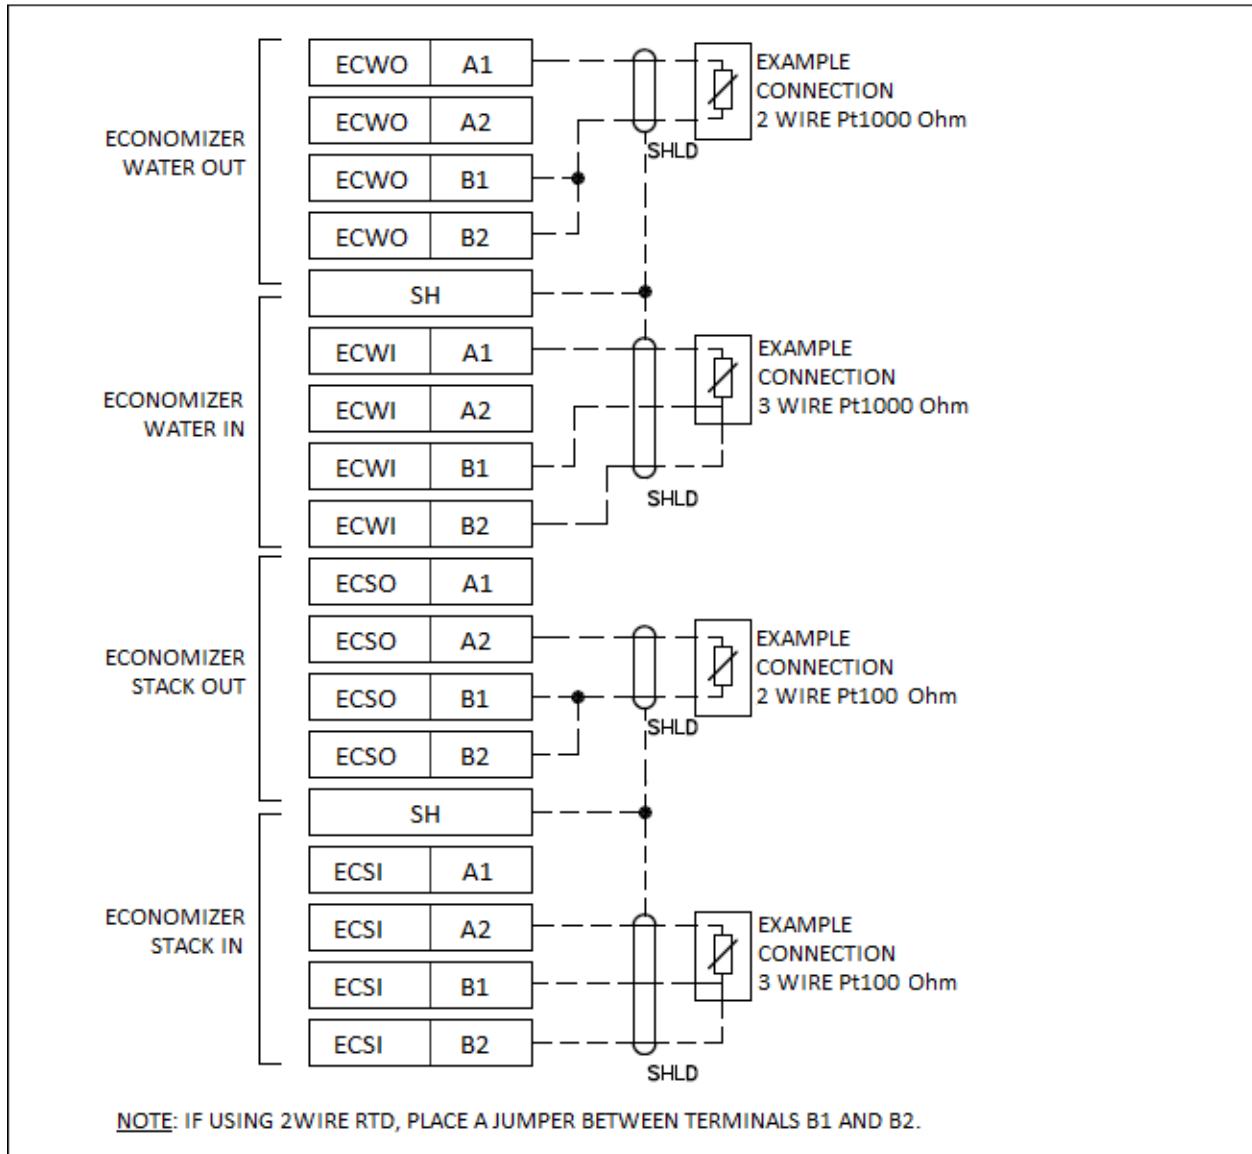 ECWO A1
ECWO A2
ECONOMIZER
WATER OUT
ECWO B1
ECWO B2
EXAMPLE
CONNECTION
2 WIRE Pt1000 Ohm
SHLD
SH
ECWI A1
ECWI A2
ECONOMIZER
WATER IN
ECWI B1
ECWI B2
EXAMPLE
CONNECTION
3 WIRE Pt1000 Ohm
SHLD
ECSO A1
ECSO A2
ECONOMIZER
STACK OUT
ECSO B1
ECSO B2
EXAMPLE
CONNECTION
2 WIRE Pt100 Ohm
SHLD
SH
ECSI A1
ECSI A2
ECONOMIZER
STACK IN
ECSI B1
ECSI B2
EXAMPLE
CONNECTION
3 WIRE Pt100 Ohm
SHLD
NOTE: IF USING 2WIRE RTD, PLACE A JUMPER BETWEEN TERMINALS B1 AND B2.